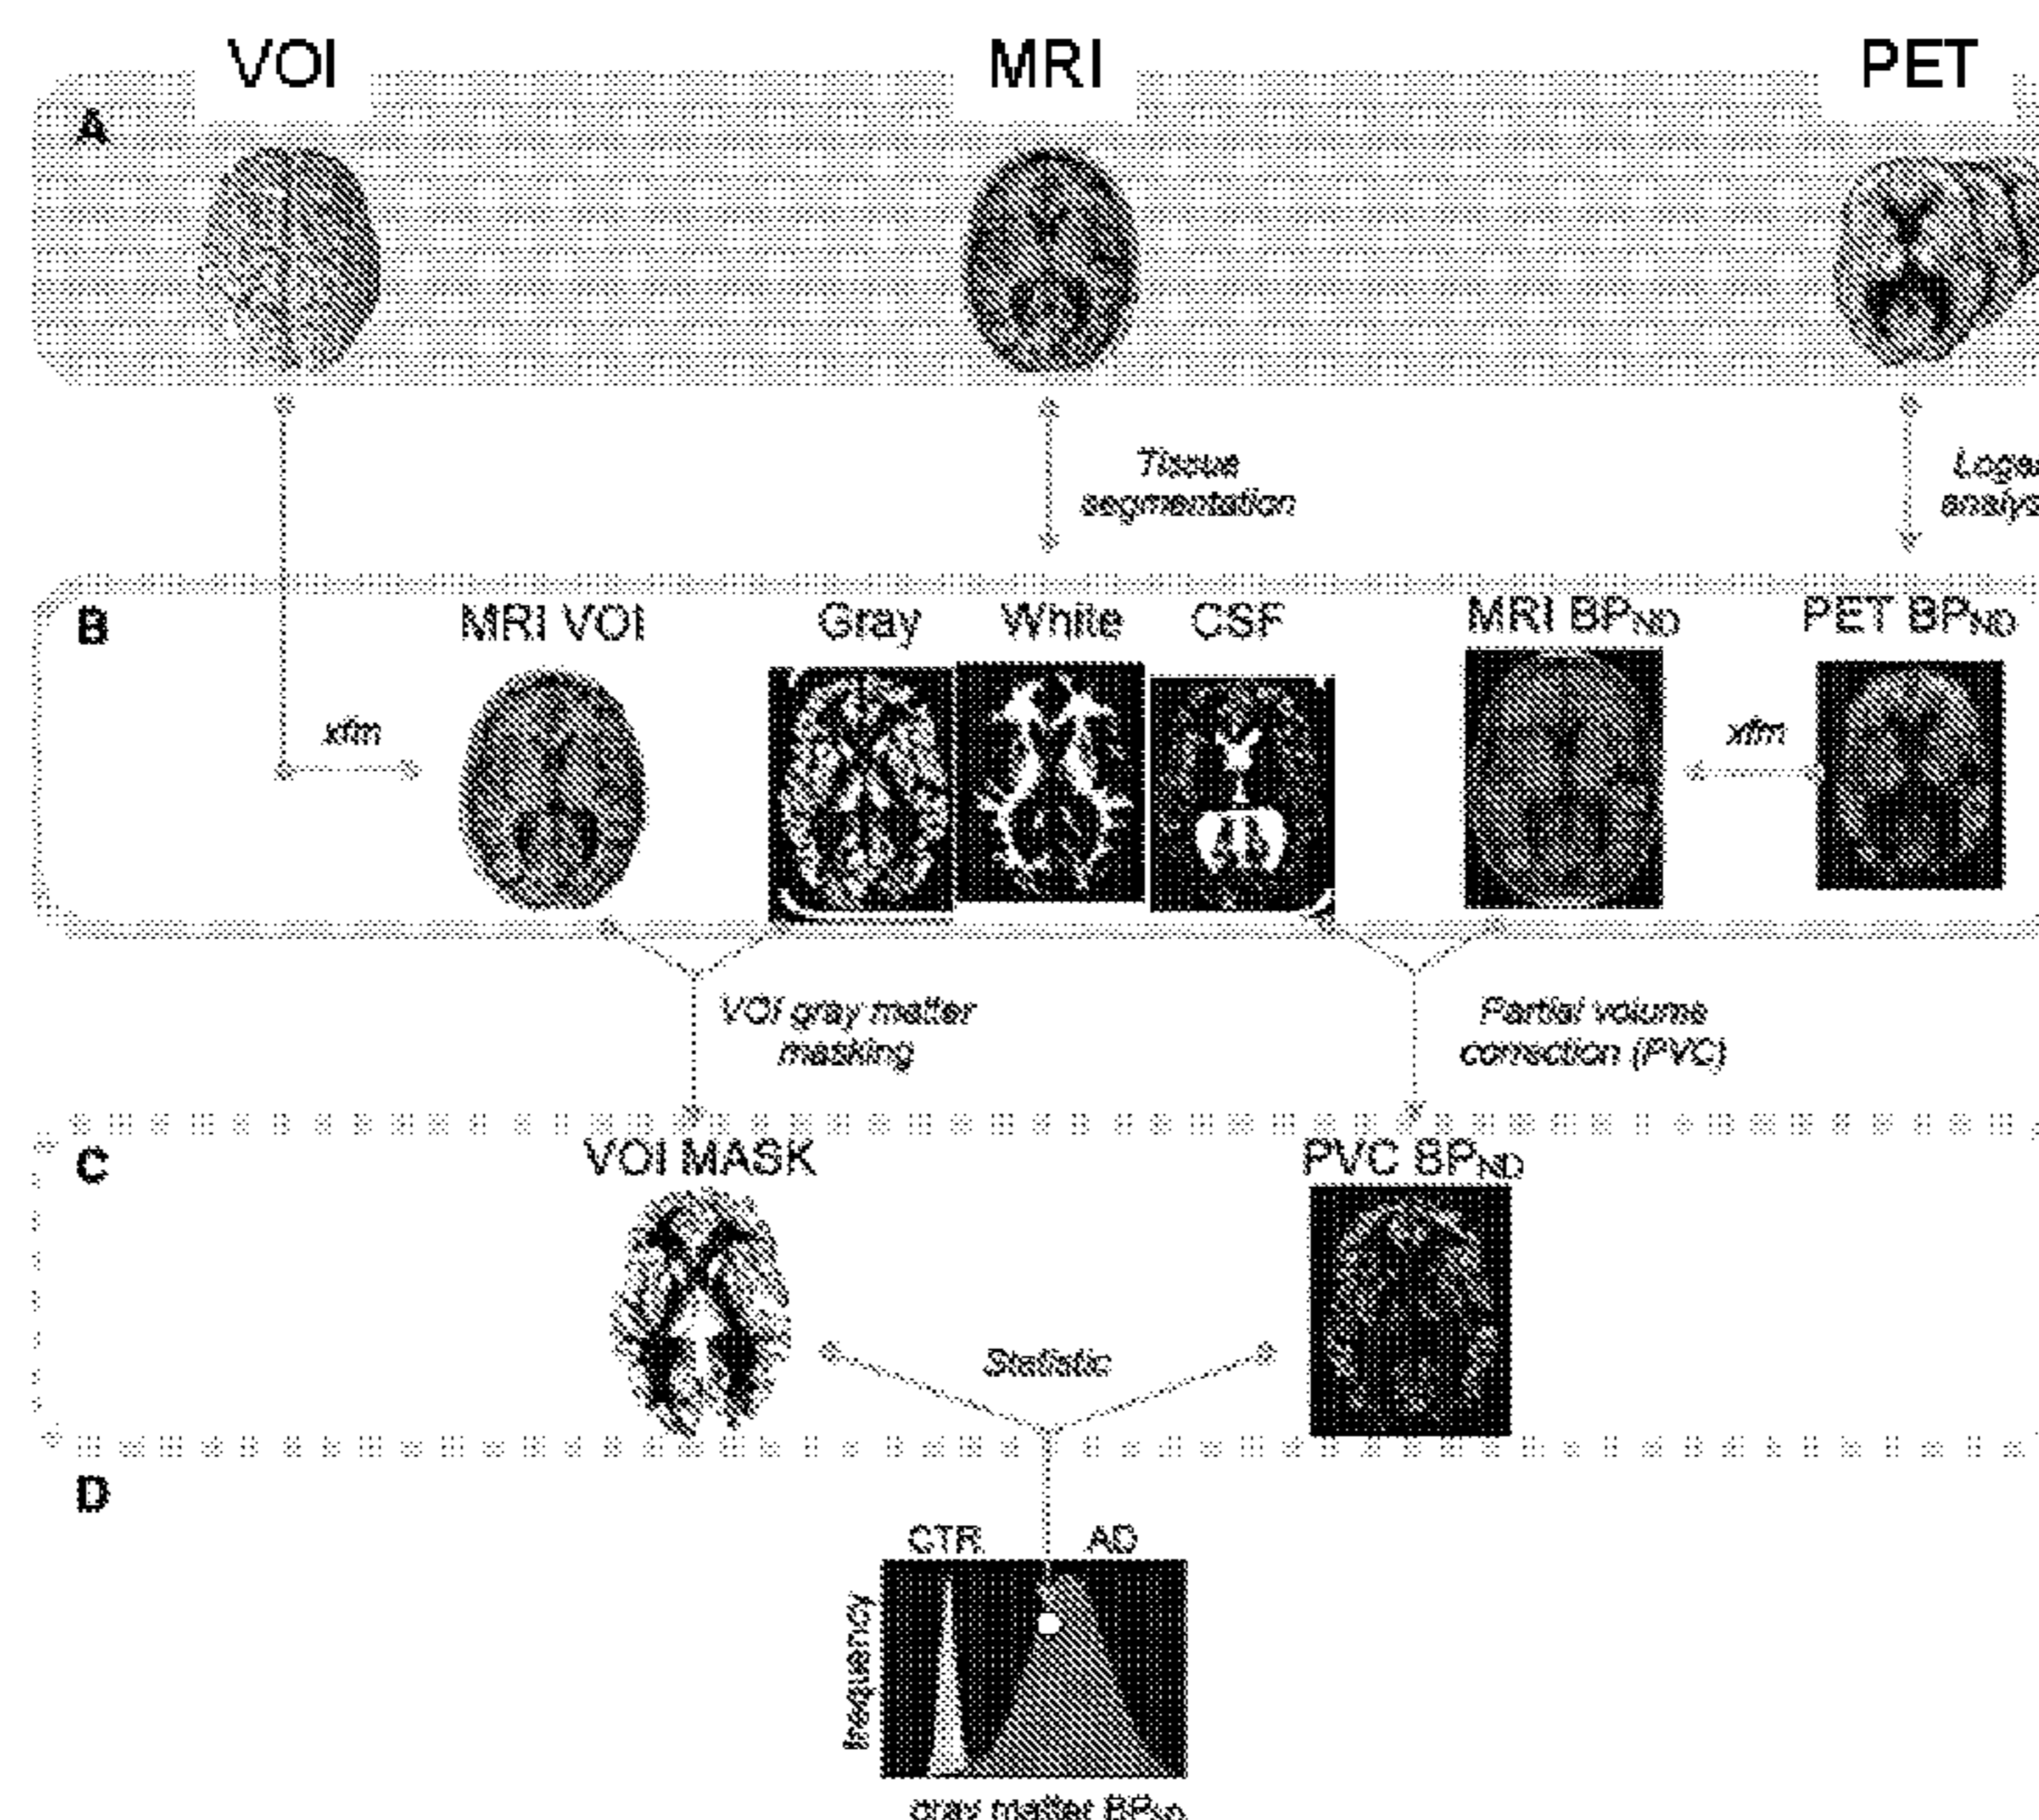 VOI MRI PET
A
Tissue
segmentation
B
MRI VOI Gray White CSF MRI BPND PET BPND
xfm xfm
VOI gray matter
masking
Partial volume
correction (PVC)
C
VOI MASK PVC BPND
Statistic
D
CTR AD
frequency
gray matter BPND